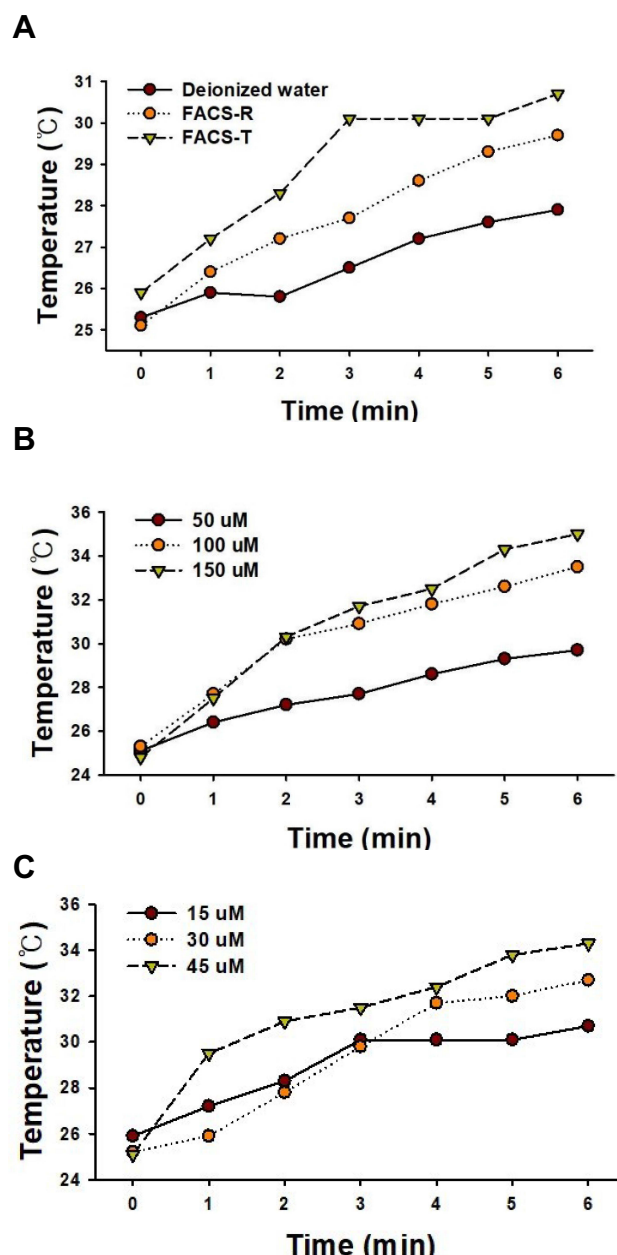 A
Deionized water
FACS-R
FACS-T
Temperature (℃)
31
30
29
28
27
26
25
0 1 2 3 4 5 6
Time (min)
B
50 uM
100 uM
150 uM
Temperature (℃)
36
34
32
30
28
26
24
0 1 2 3 4 5 6
Time (min)
C
15 uM
30 uM
45 uM
Temperature (℃)
36
34
32
30
28
26
24
0 1 2 3 4 5 6
Time (min)